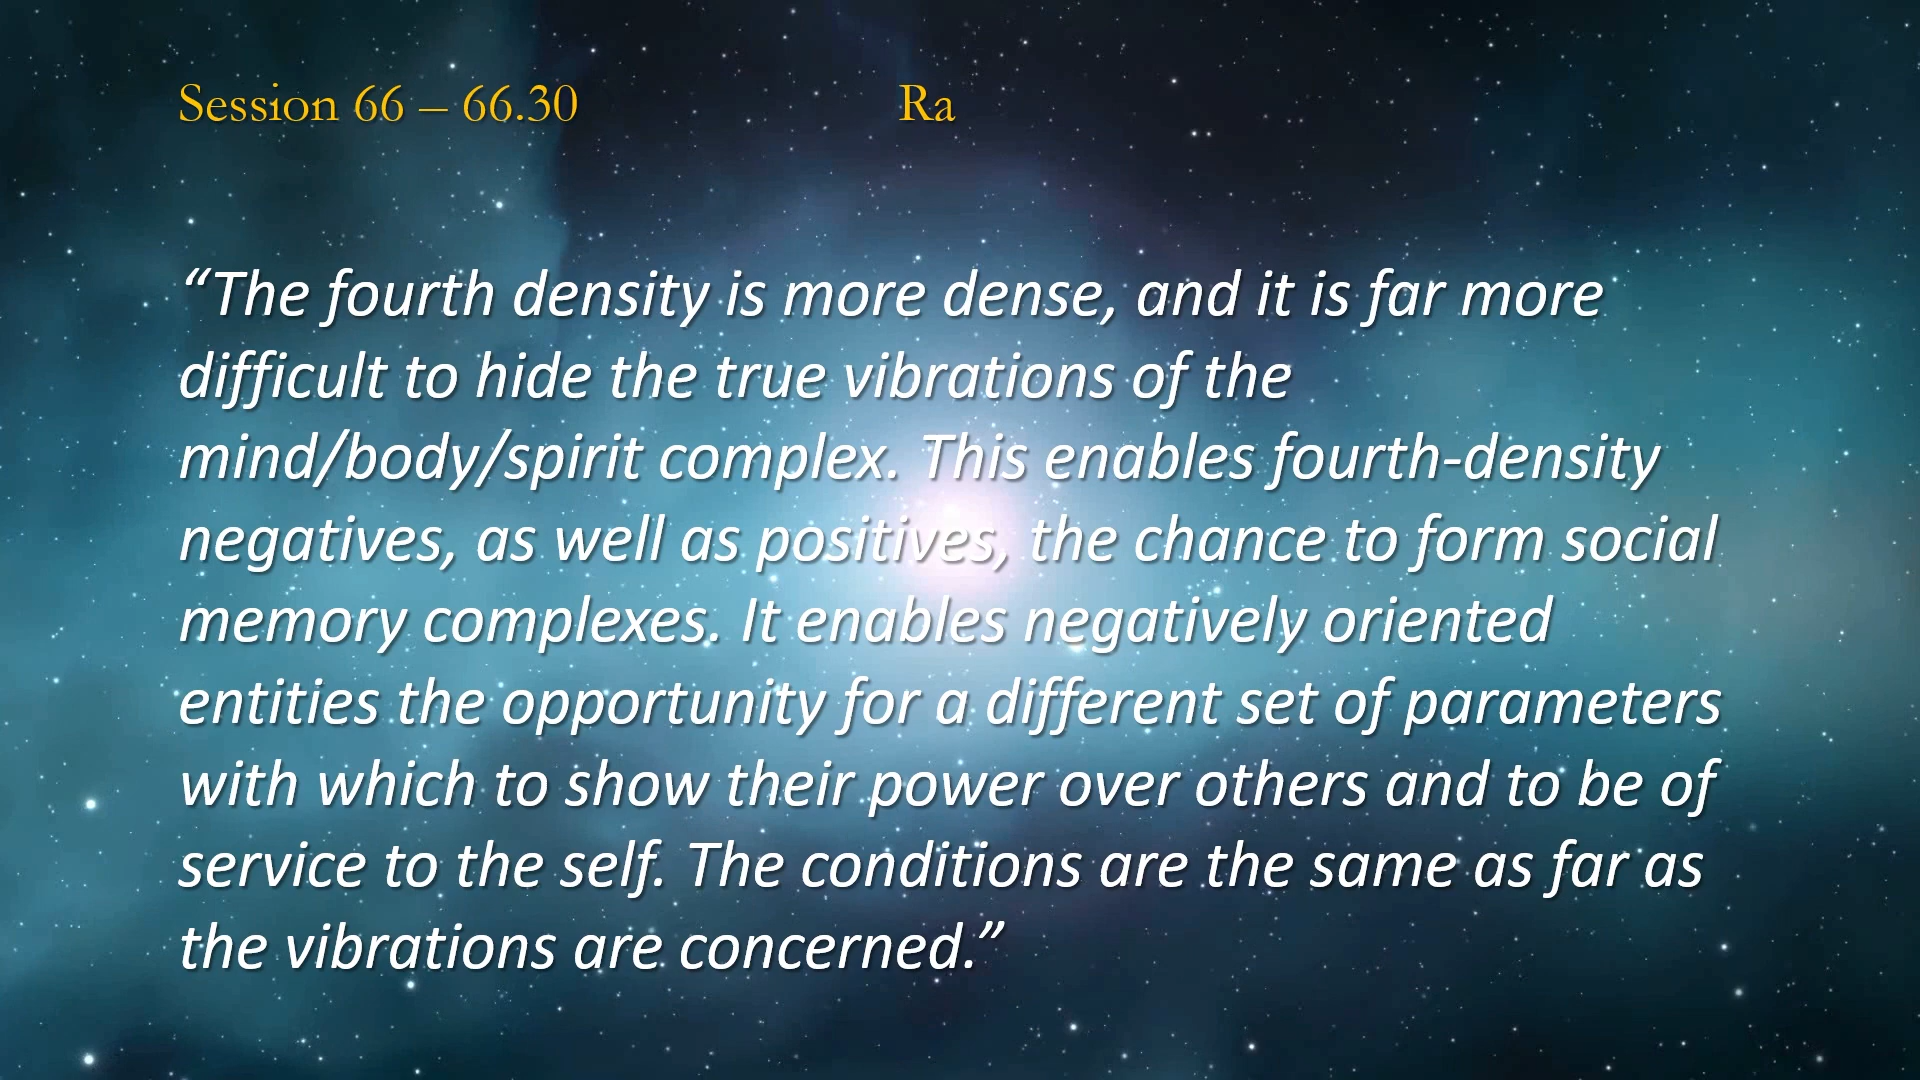 Session 66 – 66.30 Ra
“The fourth density is more dense, and it is far more
difficult to hide the true vibrations of the
mind/body/spirit complex. This enables fourth-density
negatives, as well as positives, the chance to form social
memory complexes. It enables negatively oriented
entities the opportunity for a different set of parameters
with which to show their power over others and to be of
service to the self. The conditions are the same as far as
the vibrations are concerned.”